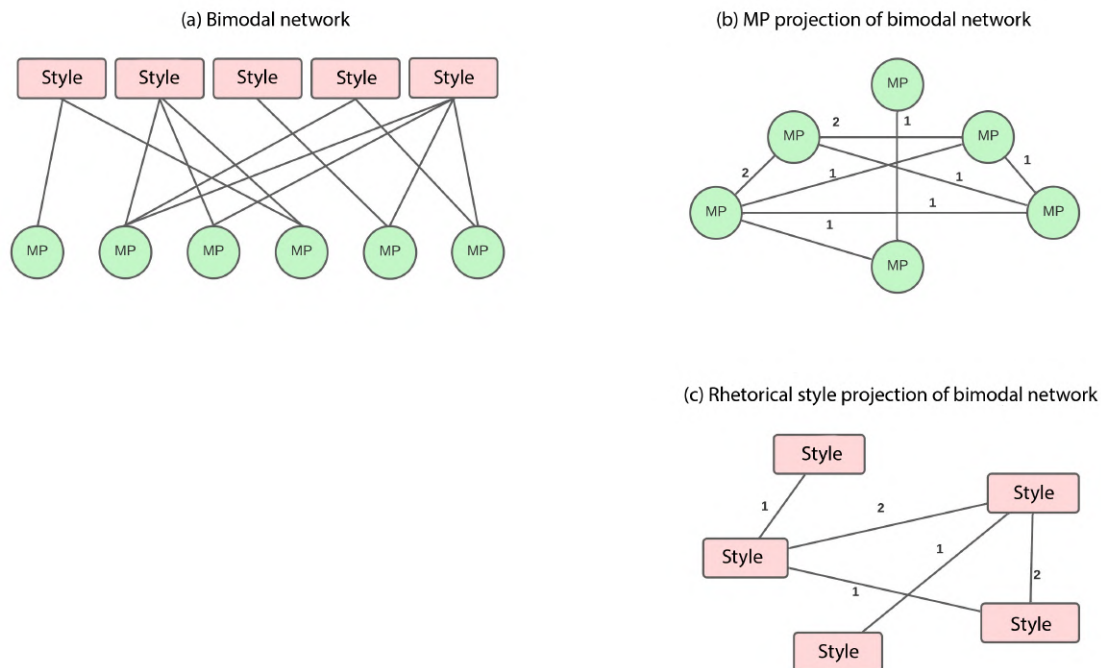 (a) Bimodal network
Style Style Style Style Style
MP MP MP MP MP MP
(b) MP projection of bimodal network
MP
2 1
MP MP
2 1 1 1
MP 1 MP
1
MP
(c) Rhetorical style projection of bimodal network
Style
1 2
Style
1
Style
2
1
Style
Style